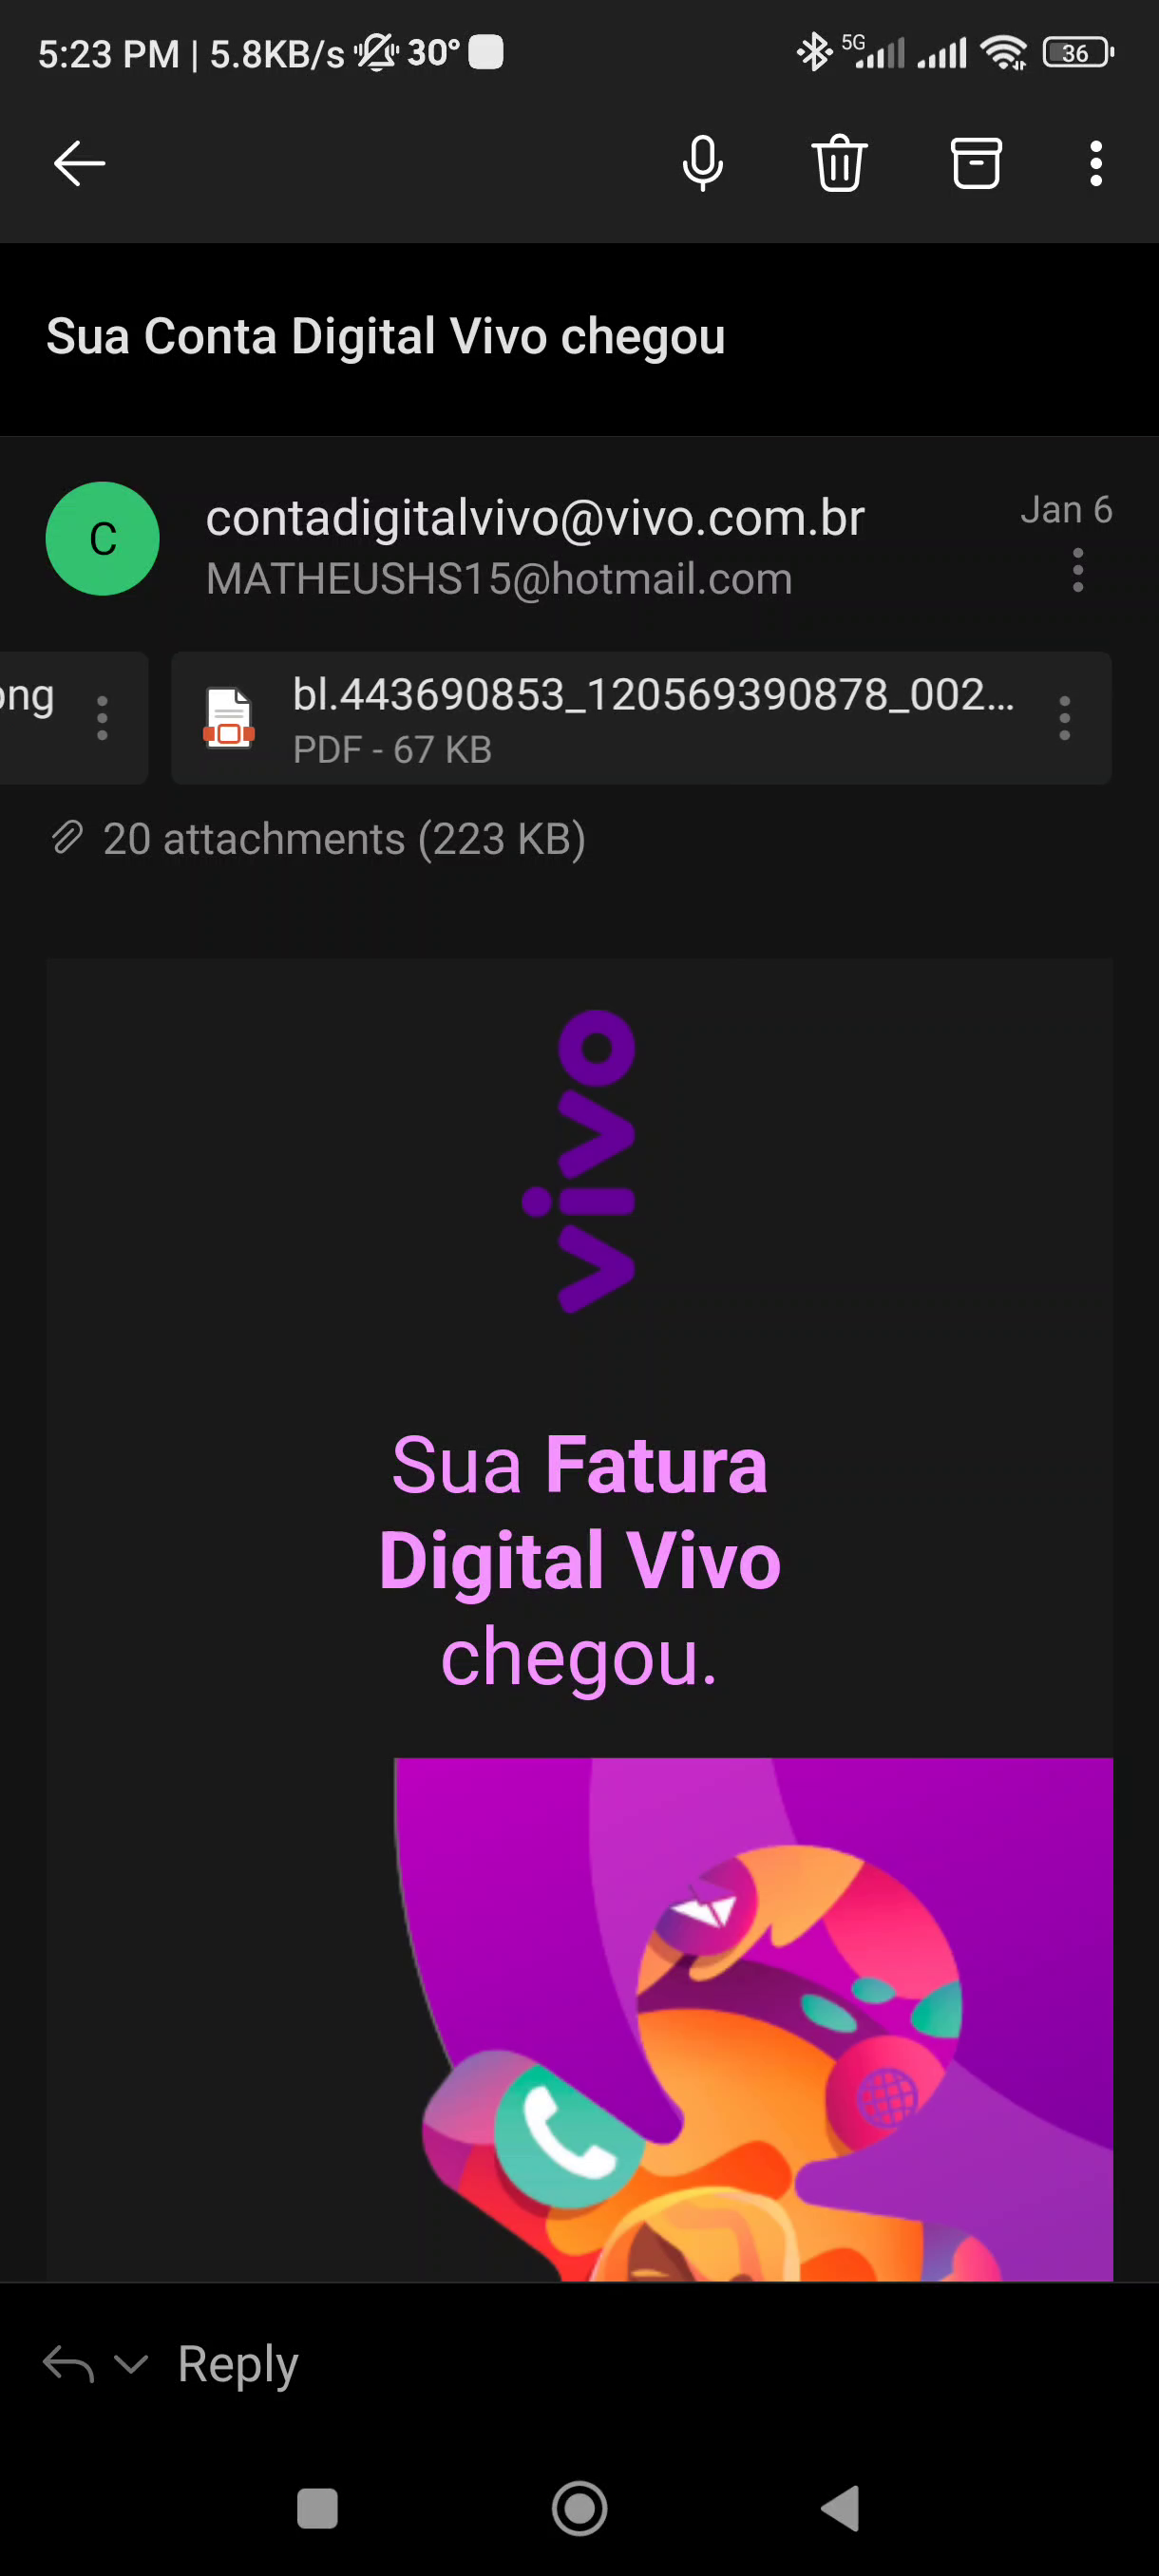 5:23 PM | 5.8KB/s 30°
5G 36
Sua Conta Digital Vivo chegou
C
contadigitalvivo@vivo.com.br
Jan 6
MATHEUSHS15@hotmail.com
ong
bl.443690853_120569390878_002...
PDF - 67 KB
20 attachments (223 KB)
vivo
Sua Fatura
Digital Vivo
chegou.
Reply